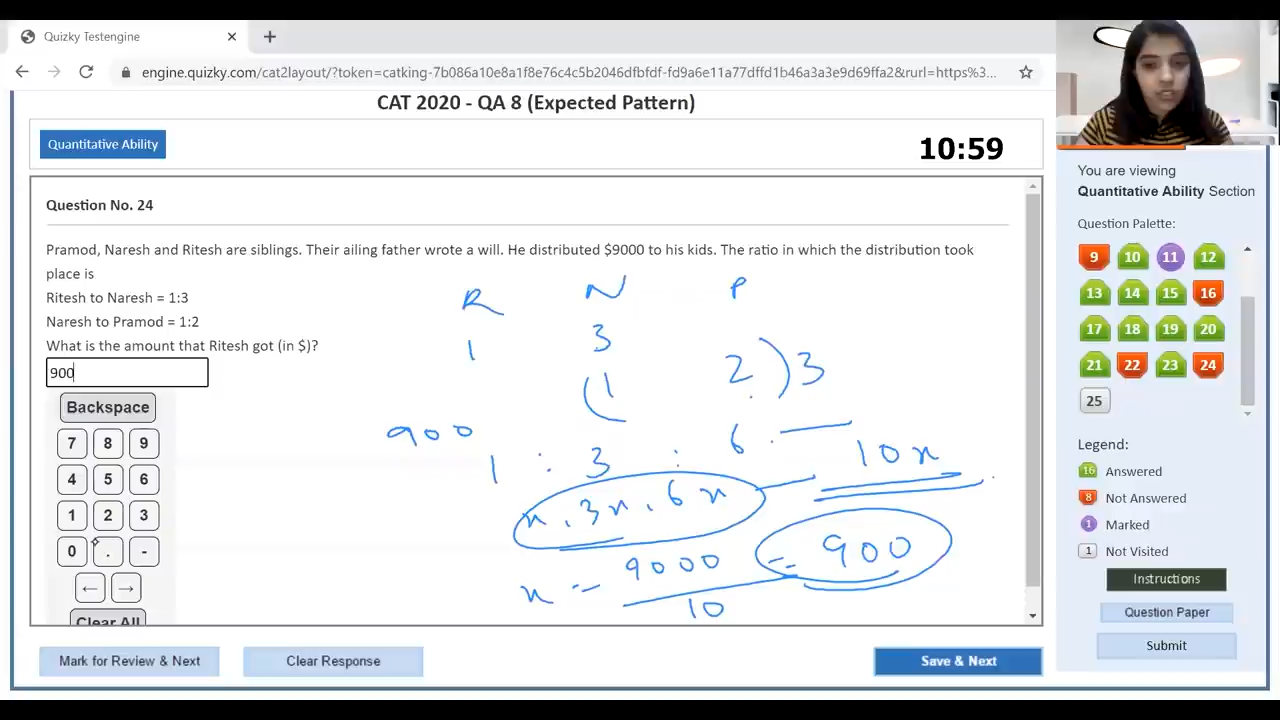 Quizky Testengine
engine.quizky.com/cat2layout/?token=catking-7b086a10e8a1f8e76c4c5b2046dfbfdf-fd9a6e11a77dffd1b46a3a3e9d69ffa2&rurl=https%3...
CAT 2020 - QA 8 (Expected Pattern)
Quantitative Ability
10:59
Question No. 24
Pramod, Naresh and Ritesh are siblings. Their ailing father wrote a will. He distributed $9000 to his kids. The ratio in which the distribution took
place is
Ritesh to Naresh = 1:3
Naresh to Pramod = 1:2
What is the amount that Ritesh got (in $)?
900
Backspace
7 8 9
4 5 6
1 2 3
0 . -
← →
Clear All
R N P
1 3
(1 2) 3
900
1 : 3 : 6
10x
x, 3x, 6x
x = 9000 = 900
10
Mark for Review & Next
Clear Response
Save & Next
You are viewing
Quantitative Ability Section
Question Palette:
9 10 11 12
13 14 15 16
17 18 19 20
21 22 23 24
25
Legend:
16 Answered
8 Not Answered
1 Marked
1 Not Visited
Instructions
Question Paper
Submit